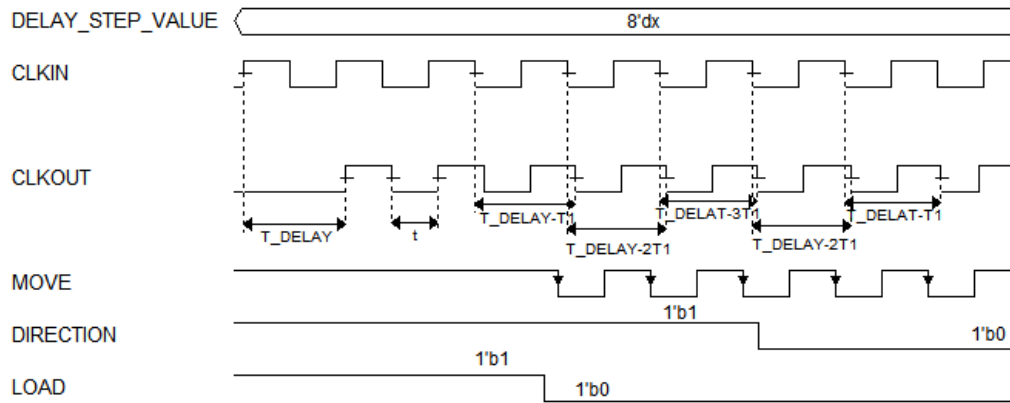 DELAY_STEP_VALUE
8'dx
CLKIN
CLKOUT
T_DELAY
t
T_DELAY-T1
T_DELAY-2T1
T_DELAT-3T1
T_DELAY-2T1
T_DELAT-T1
MOVE
DIRECTION
1'b1
1'b0
LOAD
1'b1
1'b0